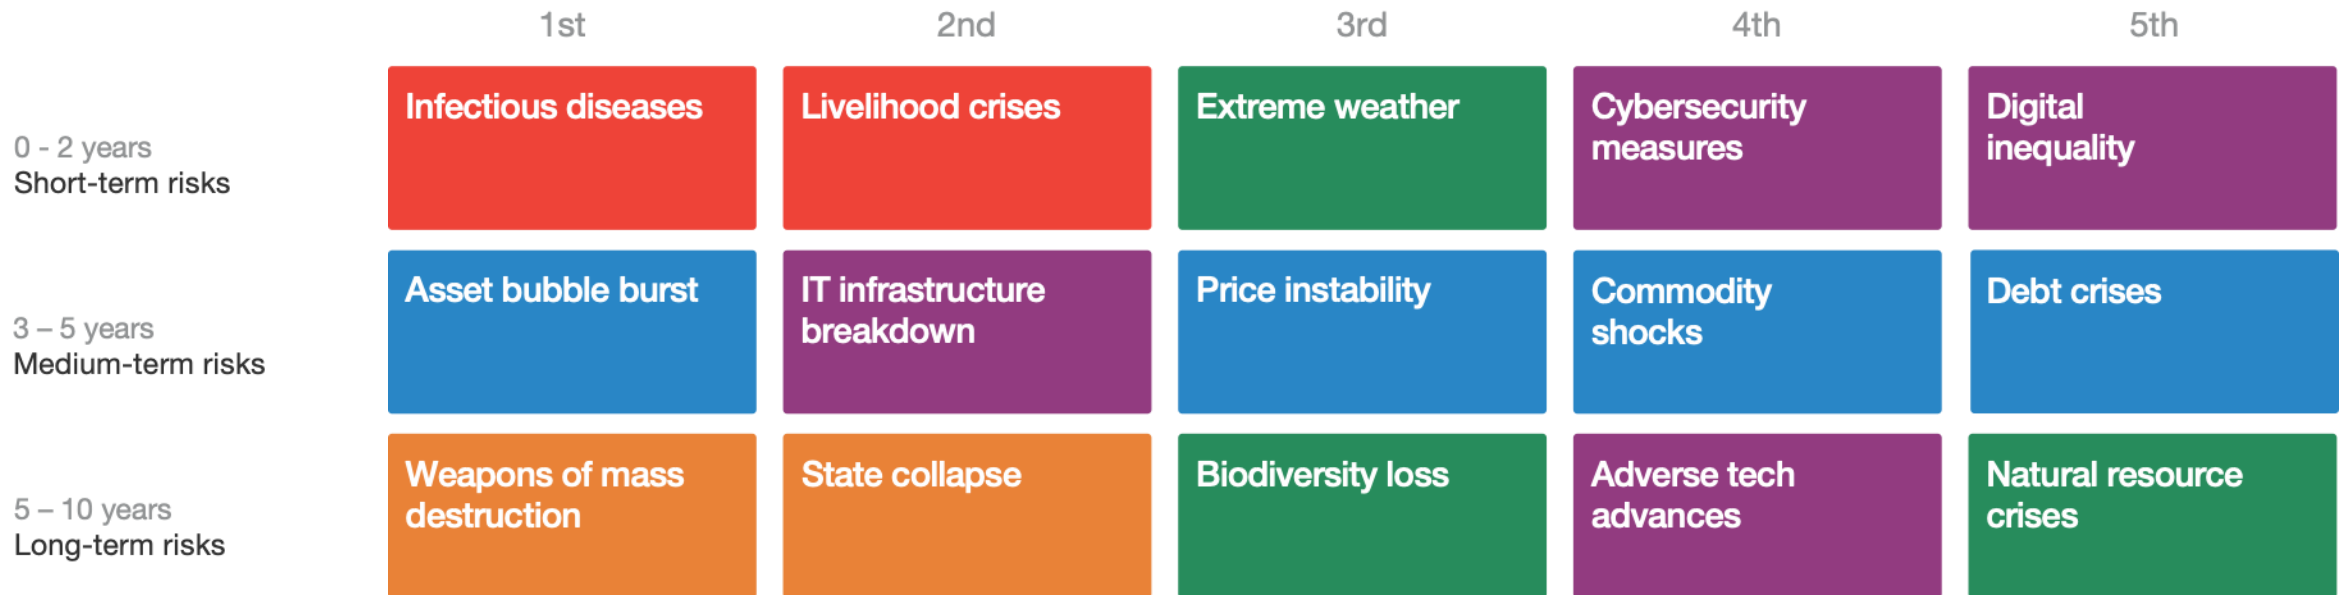 1st 2nd 3rd 4th 5th
0 - 2 years
Short-term risks
Infectious diseases
Livelihood crises
Extreme weather
Cybersecurity
measures
Digital
inequality
3 – 5 years
Medium-term risks
Asset bubble burst
IT infrastructure
breakdown
Price instability
Commodity
shocks
Debt crises
5 – 10 years
Long-term risks
Weapons of mass
destruction
State collapse
Biodiversity loss
Adverse tech
advances
Natural resource
crises